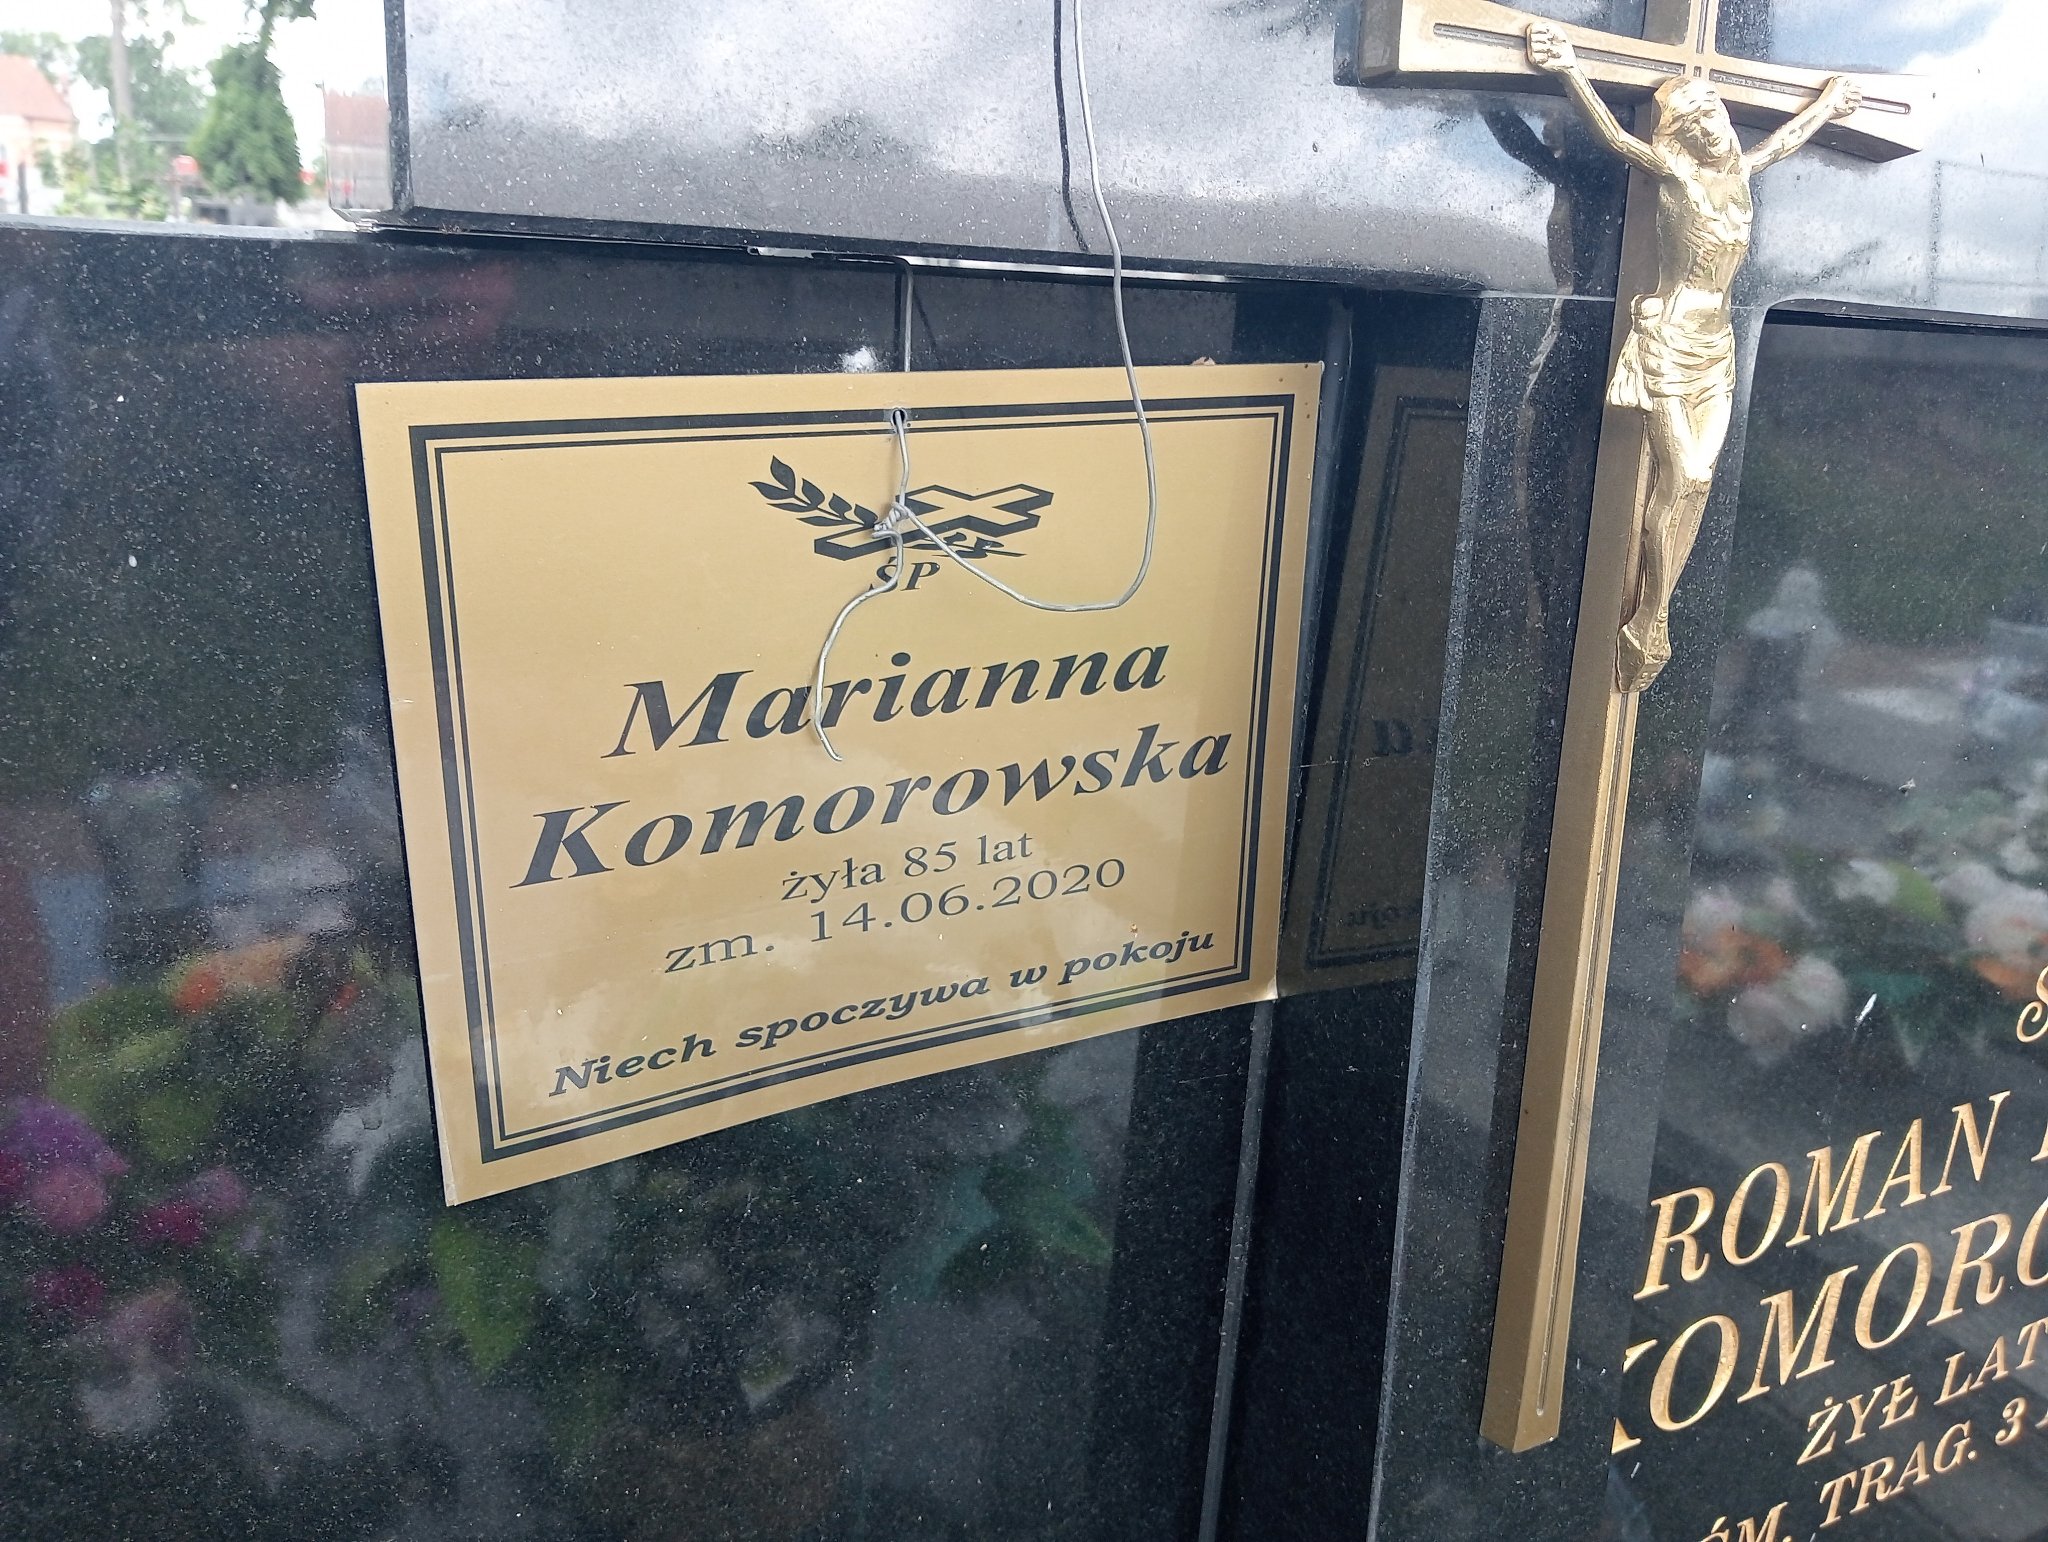 ŚP
Marianna
Komorowska
żyła 85 lat
zm. 14.06.2020
Niech spoczywa w pokoju
ROMAN
KOMORO
ŻYŁ LAT
ŚM. TRAG. 3